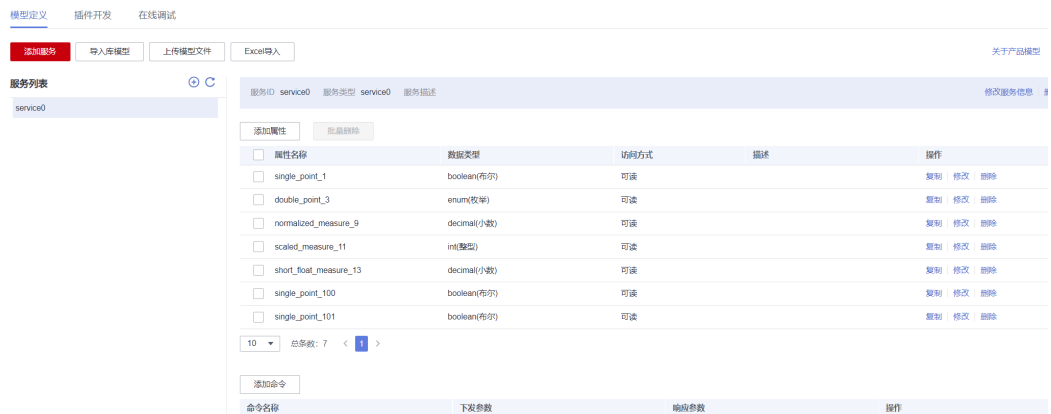 模型定义 插件开发 在线调试
添加服务 导入库模型 上传模型文件 Excel导入 关于产品模型
服务列表
service0
服务ID service0 服务类型 service0 服务描述 修改服务信息
添加属性 批量删除
属性名称 数据类型 访问方式 描述 操作
single_point_1 boolean(布尔) 可读 复制 修改 删除
double_point_3 enum(枚举) 可读 复制 修改 删除
normalized_measure_9 decimal(小数) 可读 复制 修改 删除
scaled_measure_11 int(整型) 可读 复制 修改 删除
short_float_measure_13 decimal(小数) 可读 复制 修改 删除
single_point_100 boolean(布尔) 可读 复制 修改 删除
single_point_101 boolean(布尔) 可读 复制 修改 删除
10 总条数: 7 < 1 >
添加命令
命令名称 下发参数 响应参数 操作